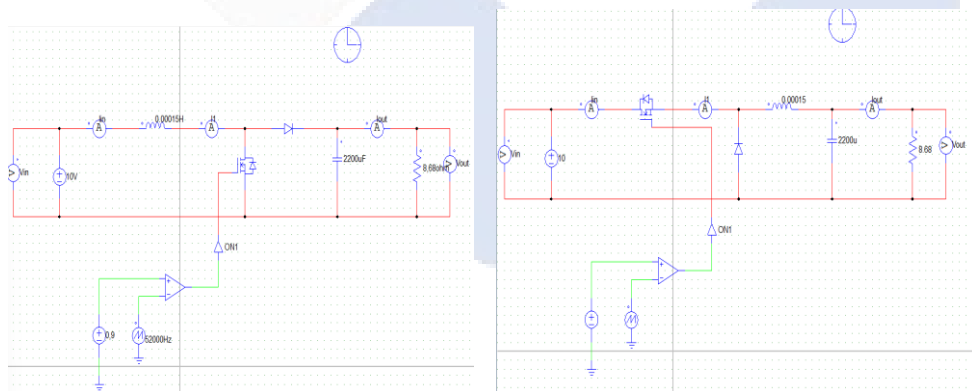 Iin
0.00015H
I1
Iout
Vin
10V
2200uF
8,68ohm
Vout
ON1
0,9
52000Hz
Iin
I1
0.00015
Iout
Vin
10
2200u
8.68
Vout
ON1